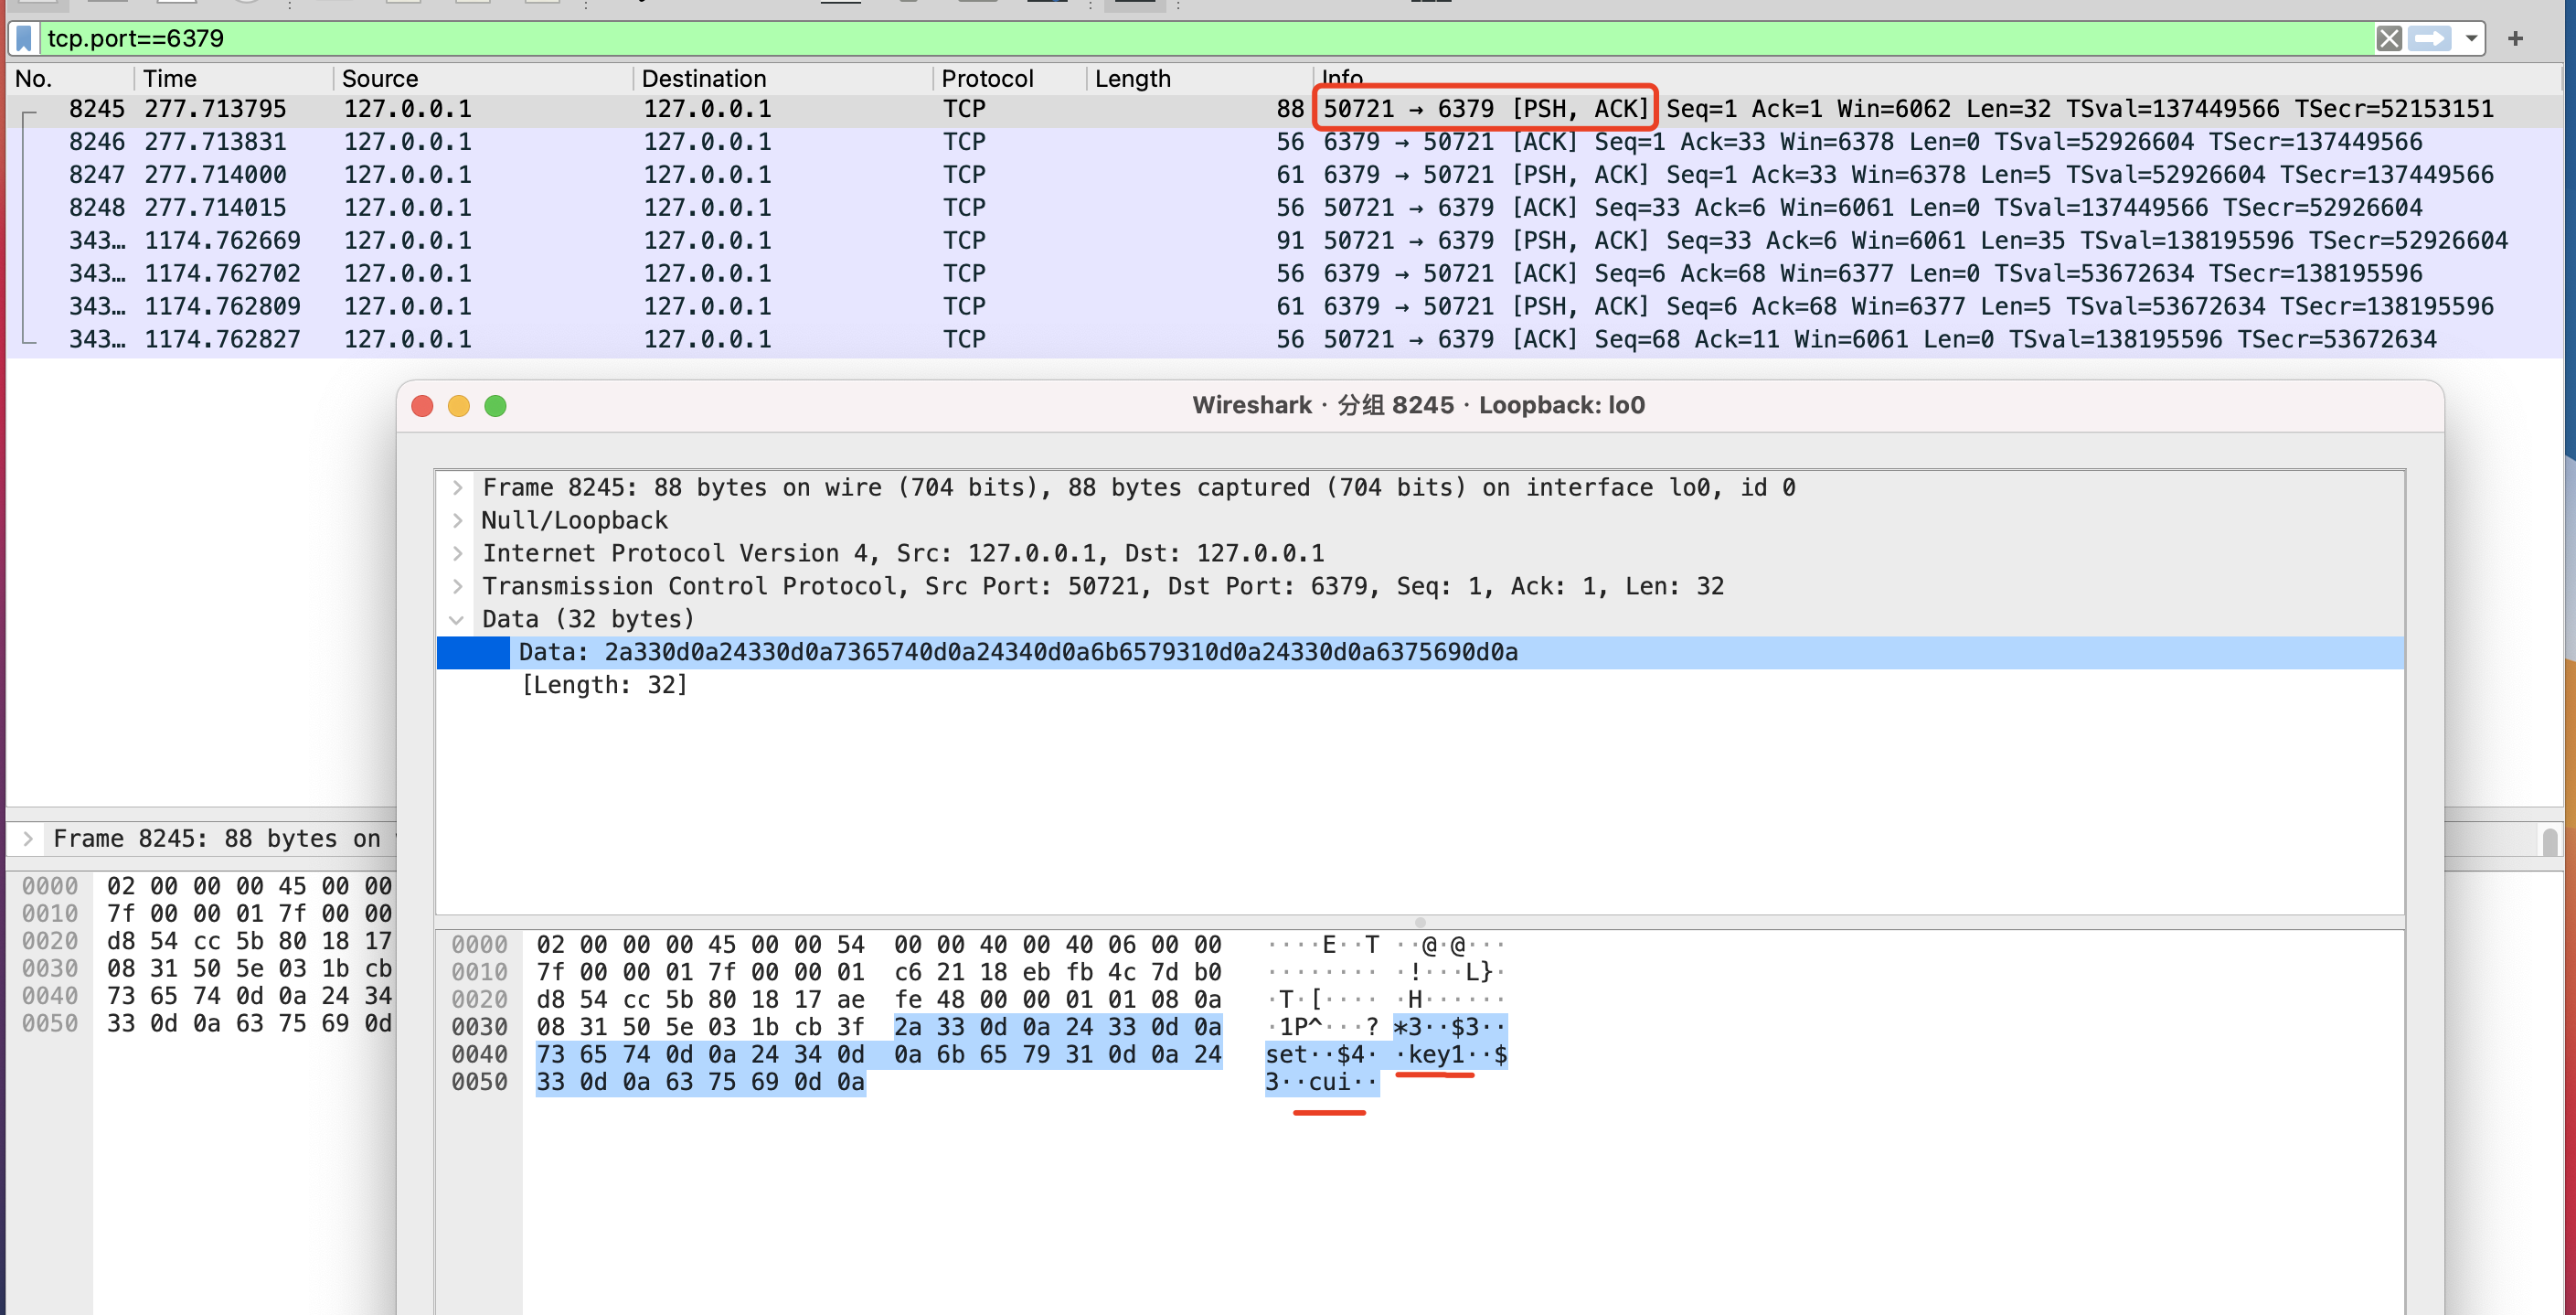 tcp.port==6379
No. Time Source Destination Protocol Length Info
8245 277.713795 127.0.0.1 127.0.0.1 TCP 88 50721 → 6379 [PSH, ACK] Seq=1 Ack=1 Win=6062 Len=32 TSval=137449566 TSecr=52153151
8246 277.713831 127.0.0.1 127.0.0.1 TCP 56 6379 → 50721 [ACK] Seq=1 Ack=33 Win=6378 Len=0 TSval=52926604 TSecr=137449566
8247 277.714000 127.0.0.1 127.0.0.1 TCP 61 6379 → 50721 [PSH, ACK] Seq=1 Ack=33 Win=6378 Len=5 TSval=52926604 TSecr=137449566
8248 277.714015 127.0.0.1 127.0.0.1 TCP 56 50721 → 6379 [ACK] Seq=33 Ack=6 Win=6061 Len=0 TSval=137449566 TSecr=52926604
343… 1174.762669 127.0.0.1 127.0.0.1 TCP 91 50721 → 6379 [PSH, ACK] Seq=33 Ack=6 Win=6061 Len=35 TSval=138195596 TSecr=52926604
343… 1174.762702 127.0.0.1 127.0.0.1 TCP 56 6379 → 50721 [ACK] Seq=6 Ack=68 Win=6377 Len=0 TSval=53672634 TSecr=138195596
343… 1174.762809 127.0.0.1 127.0.0.1 TCP 61 6379 → 50721 [PSH, ACK] Seq=6 Ack=68 Win=6377 Len=5 TSval=53672634 TSecr=138195596
343… 1174.762827 127.0.0.1 127.0.0.1 TCP 56 50721 → 6379 [ACK] Seq=68 Ack=11 Win=6061 Len=0 TSval=138195596 TSecr=53672634
Wireshark · 分组 8245 · Loopback: lo0
Frame 8245: 88 bytes on wire (704 bits), 88 bytes captured (704 bits) on interface lo0, id 0
Null/Loopback
Internet Protocol Version 4, Src: 127.0.0.1, Dst: 127.0.0.1
Transmission Control Protocol, Src Port: 50721, Dst Port: 6379, Seq: 1, Ack: 1, Len: 32
Data (32 bytes)
Data: 2a330d0a24330d0a7365740d0a24340d0a6b6579310d0a24330d0a6375690d0a
[Length: 32]
Frame 8245: 88 bytes on
0000 02 00 00 00 45 00 00
0010 7f 00 00 01 7f 00 00
0020 d8 54 cc 5b 80 18 17
0030 08 31 50 5e 03 1b cb
0040 73 65 74 0d 0a 24 34
0050 33 0d 0a 63 75 69 0d
0000 02 00 00 00 45 00 00 54 00 00 40 00 40 06 00 00 ····E··T ··@·@···
0010 7f 00 00 01 7f 00 00 01 c6 21 18 eb fb 4c 7d b0 ········ ·!···L}·
0020 d8 54 cc 5b 80 18 17 ae fe 48 00 00 01 01 08 0a ·T·[···· ·H······
0030 08 31 50 5e 03 1b cb 3f 2a 33 0d 0a 24 33 0d 0a ·1P^···? *3··$3··
0040 73 65 74 0d 0a 24 34 0d 0a 6b 65 79 31 0d 0a 24 set··$4· ·key1··$
0050 33 0d 0a 63 75 69 0d 0a 3··cui··